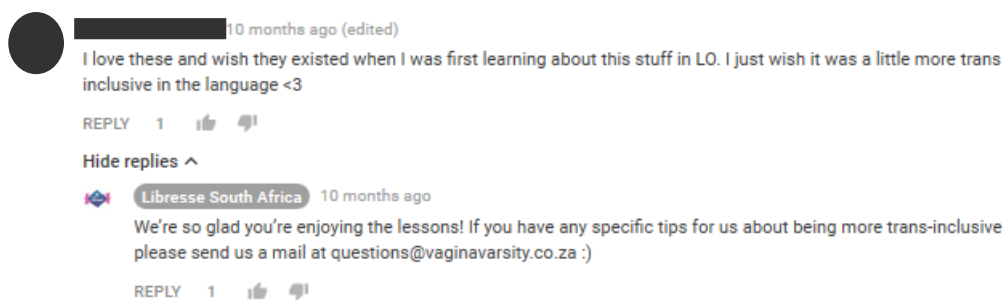 10 months ago (edited)
I love these and wish they existed when I was first learning about this stuff in LO. I just wish it was a little more trans
inclusive in the language <3
REPLY 1
Hide replies
Libresse South Africa 10 months ago
We're so glad you're enjoying the lessons! If you have any specific tips for us about being more trans-inclusive
please send us a mail at questions@vaginavarsity.co.za :)
REPLY 1